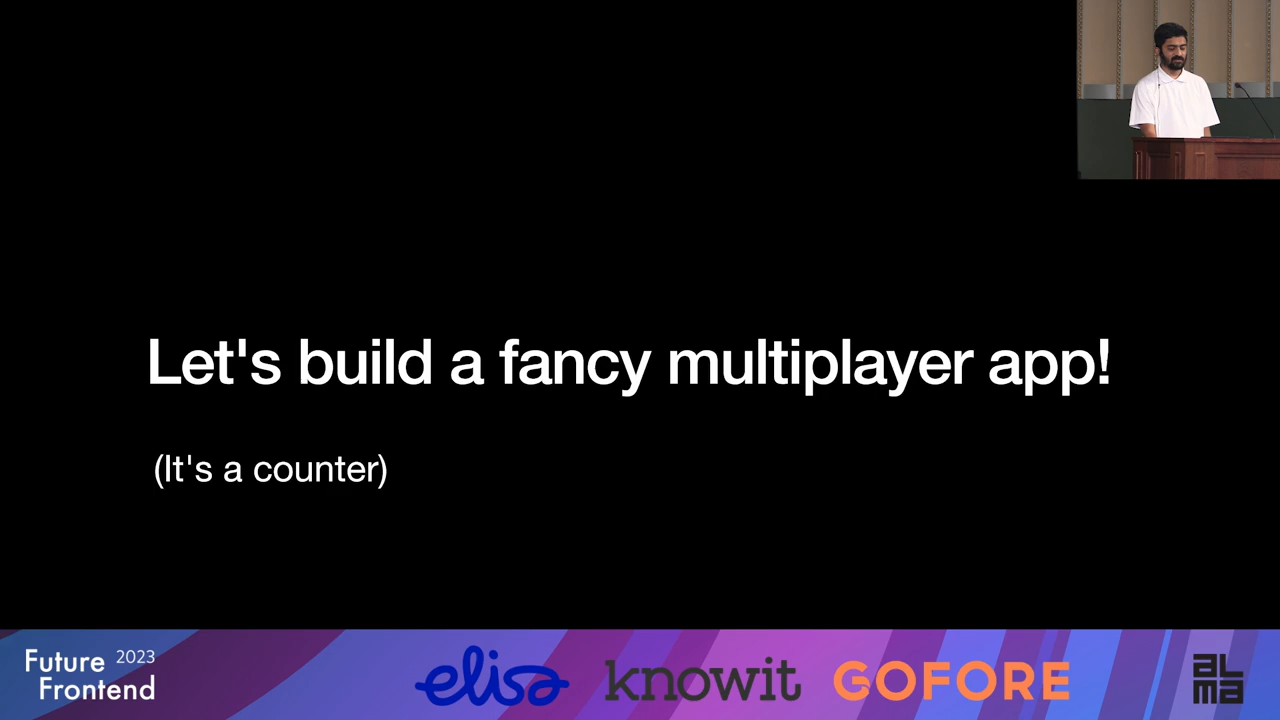 Let's build a fancy multiplayer app!
(It's a counter)
Future 2023
Frontend
elisa
knowit
GOFORE
ALMA